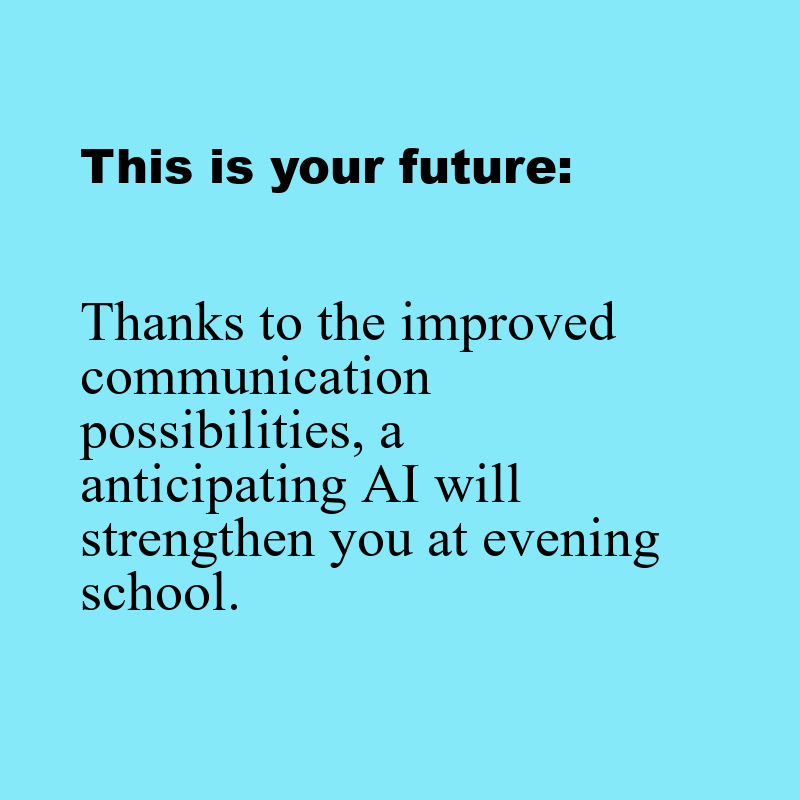 This is your future:
Thanks to the improved
communication
possibilities, a
anticipating AI will
strengthen you at evening
school.